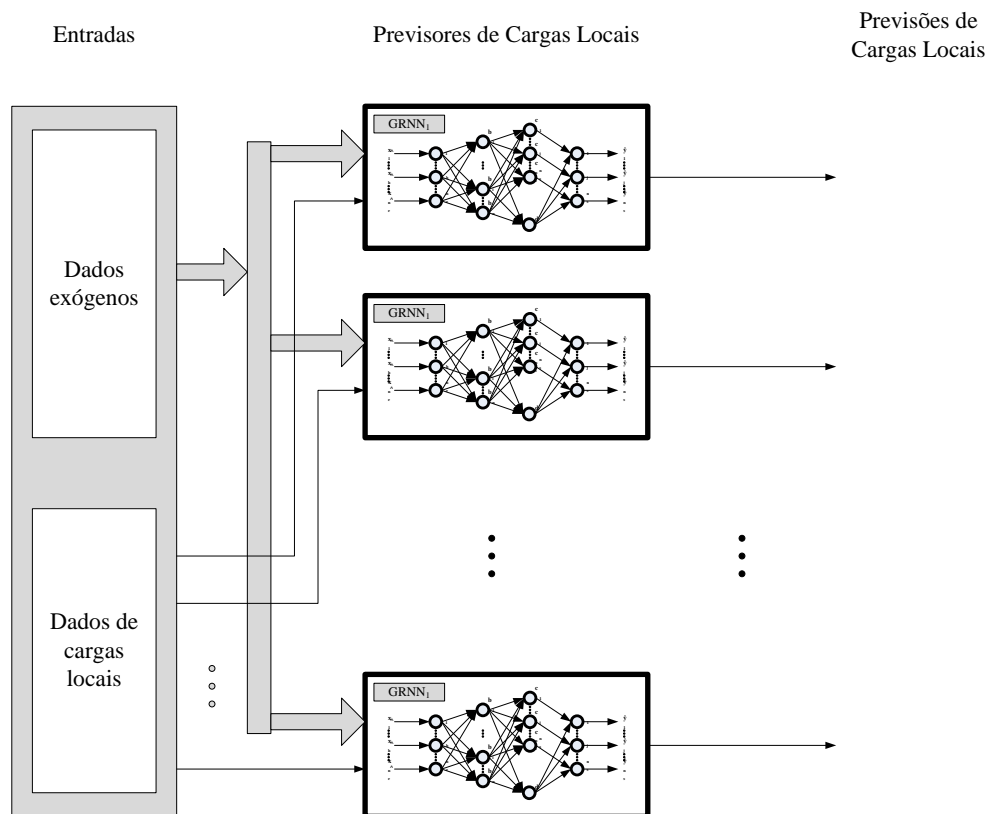 Entradas
Previsores de Cargas Locais
Previsões de
Cargas Locais
GRNN₁
Dados
exógenos
GRNN₁
Dados de
cargas
locais
GRNN₁